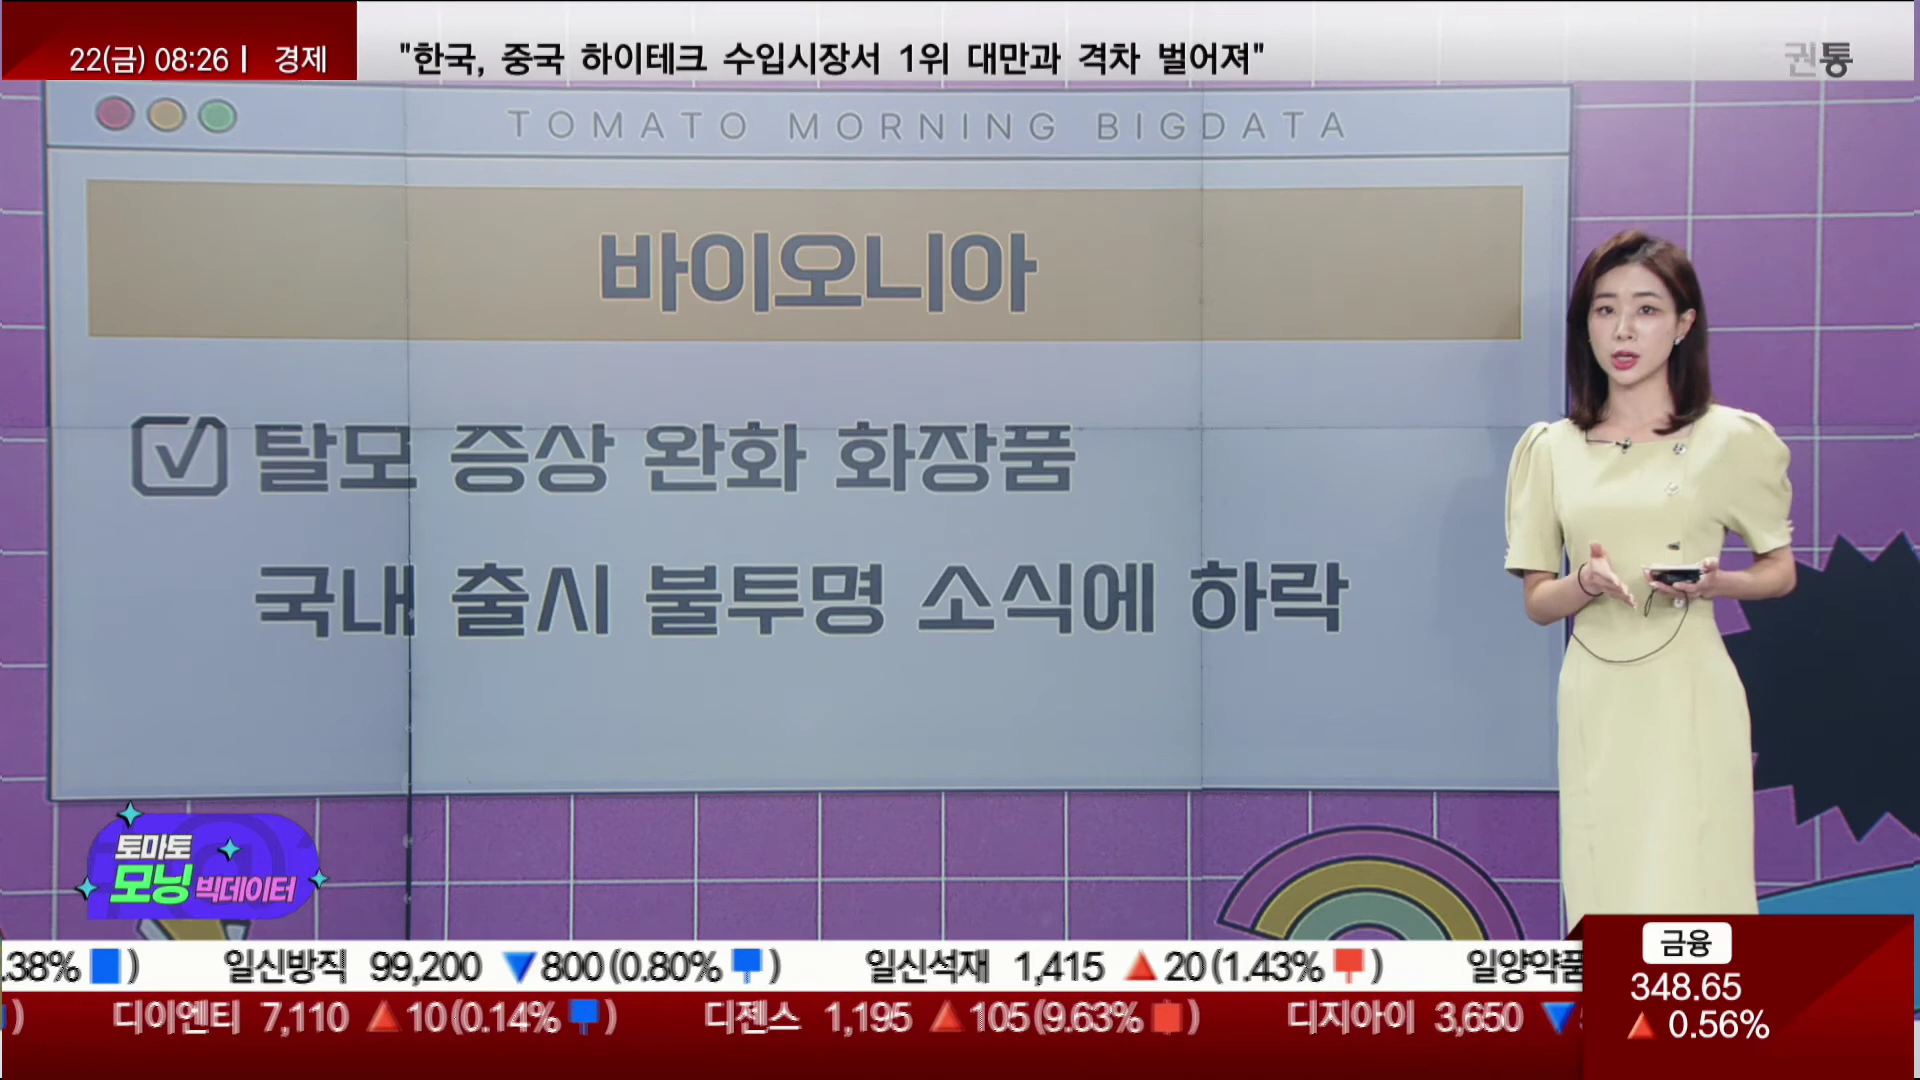 22(금) 08:26 | 경제
"한국, 중국 하이테크 수입시장서 1위 대만과 격차 벌어져"
TOMATO MORNING BIGDATA
바이오니아
탈모 증상 완화 화장품
국내 출시 불투명 소식에 하락
토마토
모닝 빅데이터
.38% ) 일신방직 99,200 ▼800(0.80% ) 일신석재 1,415 ▲20(1.43% ) 일양약품
) 디이엔티 7,110 ▲10(0.14% ) 디젠스 1,195 ▲105(9.63% ) 디지아이 3,650 ▼
금융
348.65
▲ 0.56%